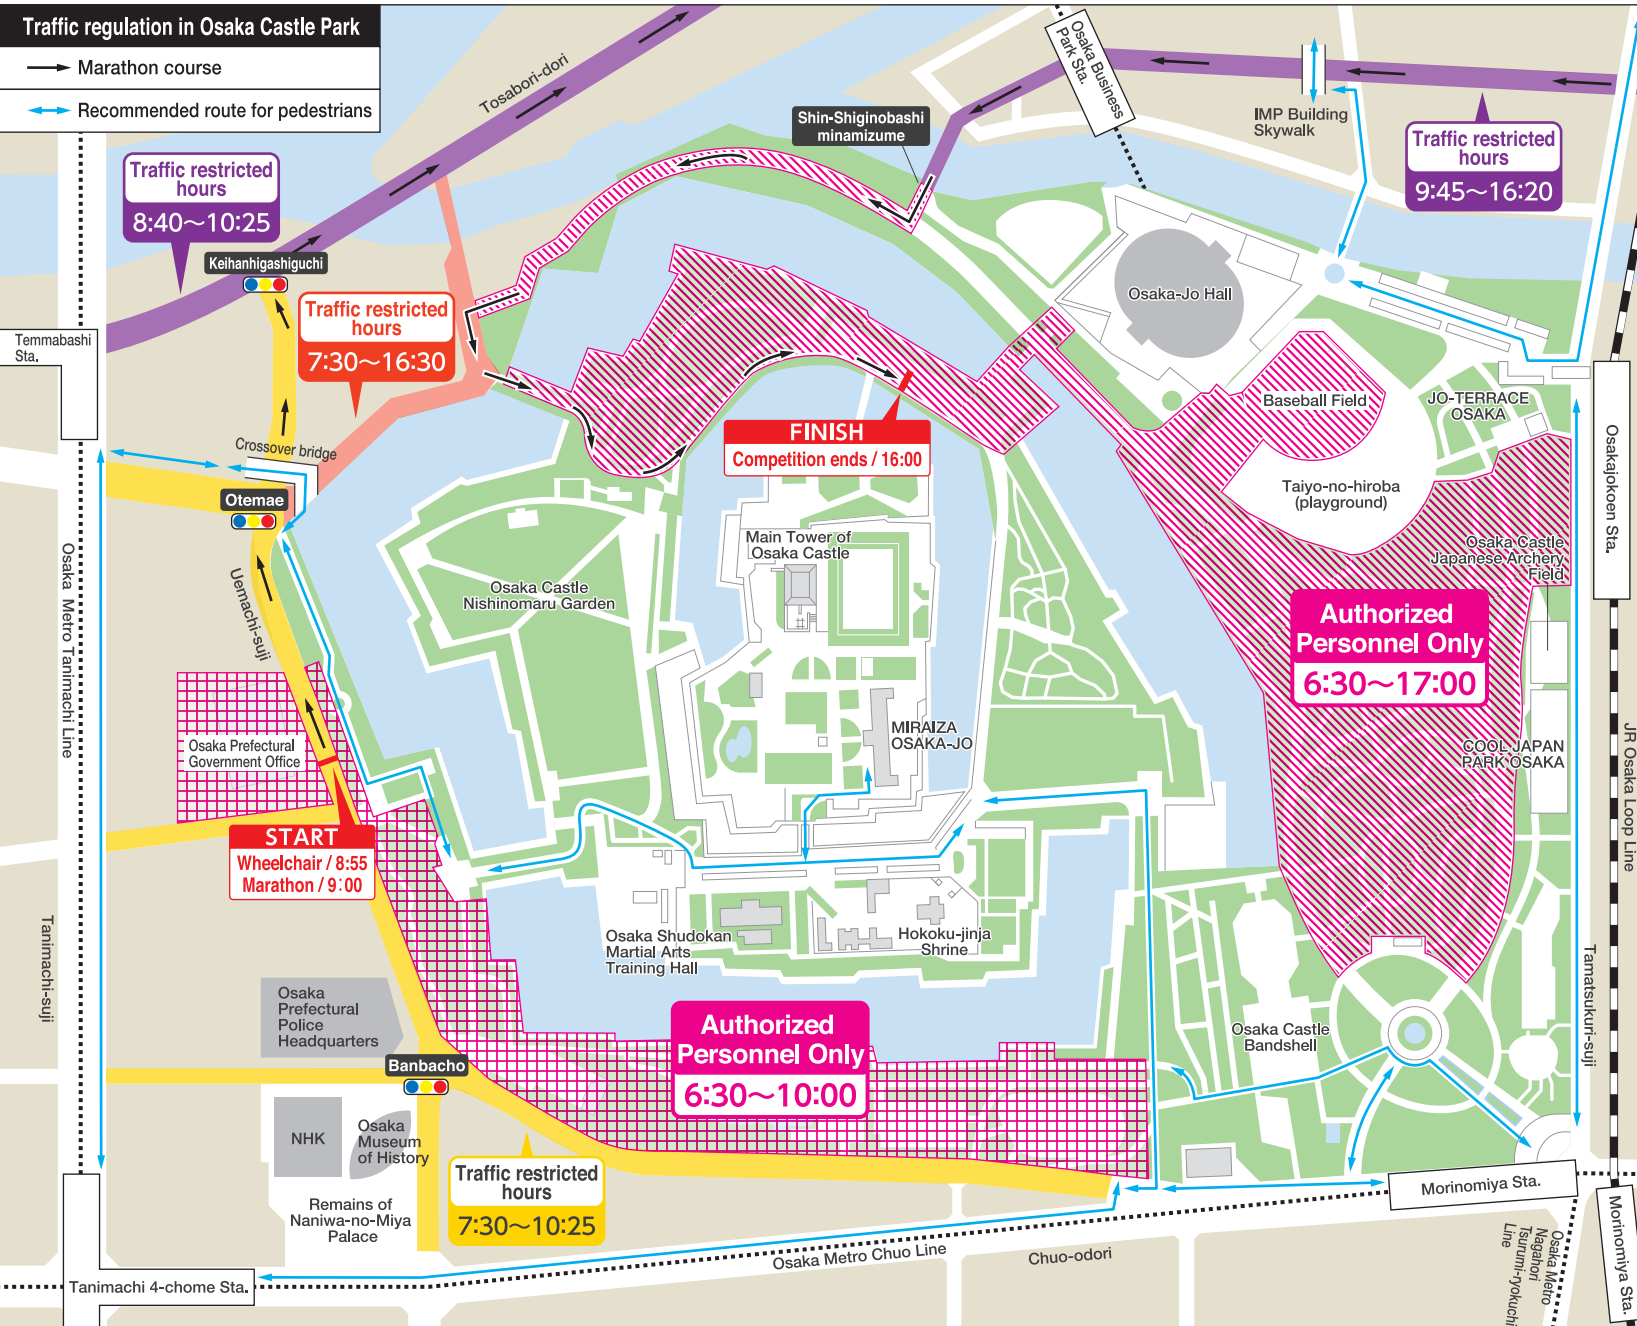 Traffic regulation in Osaka Castle Park
Marathon course
Recommended route for pedestrians
Tosabori-dori
Osaka Business
Park Sta.
Shin-Shiginobashi
minamizume
IMP Building
Skywalk
Traffic restricted
hours
9:45～16:20
Traffic restricted
hours
8:40～10:25
Keihanhigashiguchi
Traffic restricted
hours
7:30～16:30
Temmabashi
Sta.
Osaka-Jo Hall
Crossover bridge
Otemae
FINISH
Competition ends / 16:00
Baseball Field
JO-TERRACE
OSAKA
Osakajokoen Sta.
Taiyo-no-hiroba
(playground)
Osaka Castle
Japanese Archery
Field
Main Tower of
Osaka Castle
Osaka Castle
Nishinomaru Garden
Osaka Metro Tanimachi Line
Uemachi-suji
Authorized
Personnel Only
6:30～17:00
Osaka Prefectural
Government Office
MIRAIZA
OSAKA-JO
COOL JAPAN
PARK OSAKA
JR Osaka Loop Line
START
Wheelchair / 8:55
Marathon / 9:00
Tanimachi-suji
Osaka Shudokan
Martial Arts
Training Hall
Hokoku-jinja
Shrine
Tamatsukuri-suji
Osaka
Prefectural
Police
Headquarters
Authorized
Personnel Only
6:30～10:00
Osaka Castle
Bandshell
Banbacho
NHK
Osaka
Museum
of History
Traffic restricted
hours
7:30～10:25
Remains of
Naniwa-no-Miya
Palace
Morinomiya Sta.
Morinomiya Sta.
Osaka Metro
Nagahori
Tsurumi-ryokuchi
Line
Osaka Metro Chuo Line
Chuo-odori
Tanimachi 4-chome Sta.